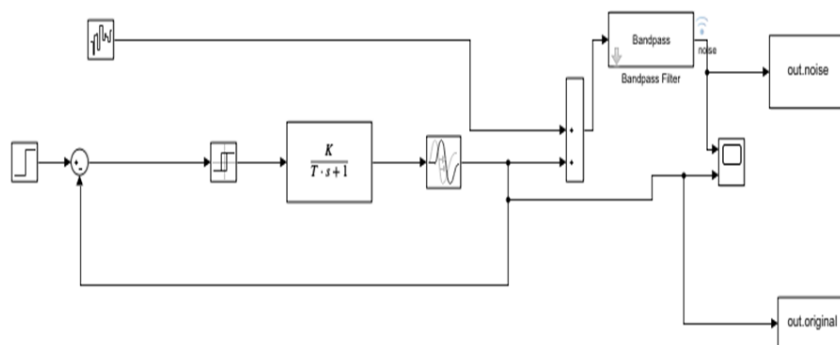 Bandpass
noise
Bandpass Filter
out.noise
K
T · s + 1
out.original